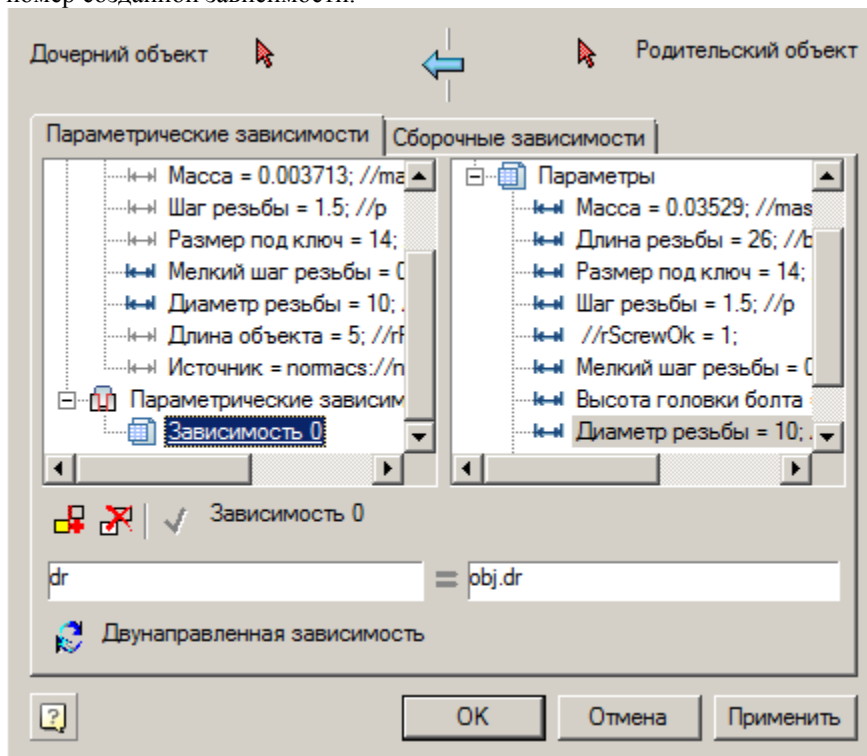 номер созданной зависимости.
Дочерний объект
Родительский объект
Параметрические зависимости
Сборочные зависимости
Масса = 0.003713; //ma
Шаг резьбы = 1.5; //p
Размер под ключ = 14;
Мелкий шаг резьбы = 0
Диаметр резьбы = 10; .
Длина объекта = 5; //rF
Источник = normacs://n
Параметрические зависим
Зависимость 0
Параметры
Масса = 0.03529; //mas
Длина резьбы = 26; //b
Размер под ключ = 14;
Шаг резьбы = 1.5; //p
//rScrewOk = 1;
Мелкий шаг резьбы = 0
Высота головки болта
Диаметр резьбы = 10; .
Зависимость 0
dr = obj.dr
Двунаправленная зависимость
? OK Отмена Применить